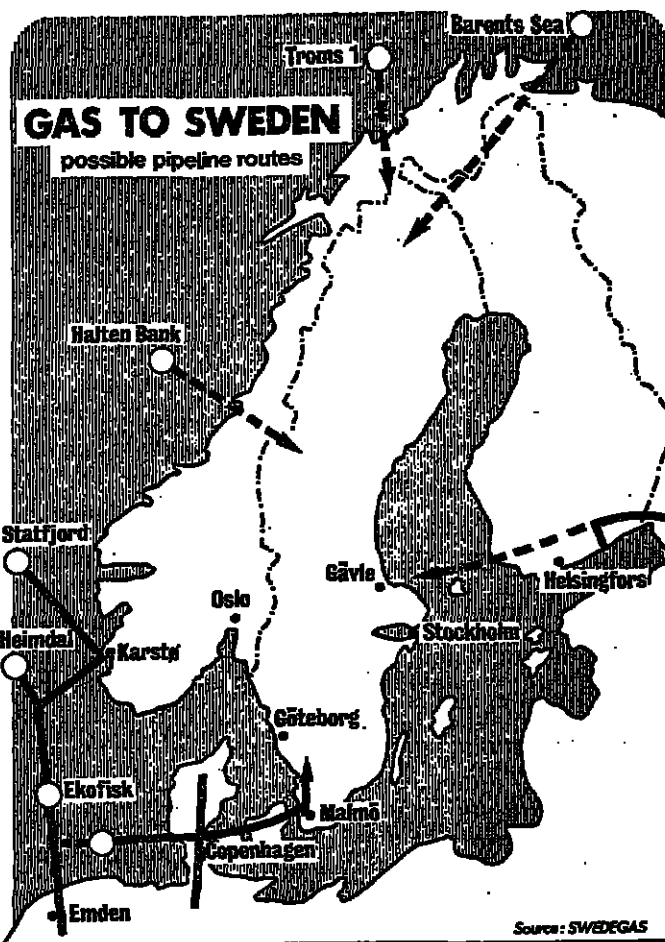 Barents Sea
Troms 1
GAS TO SWEDEN
possible pipeline routes
Halten Bank
Statfjord
Gävle
Helsingfors
Oslo
Stockholm
Heimdal
Karstø
Göteborg
Ekofisk
Malmö
Copenhagen
Emden
Source: SWEDEGAS